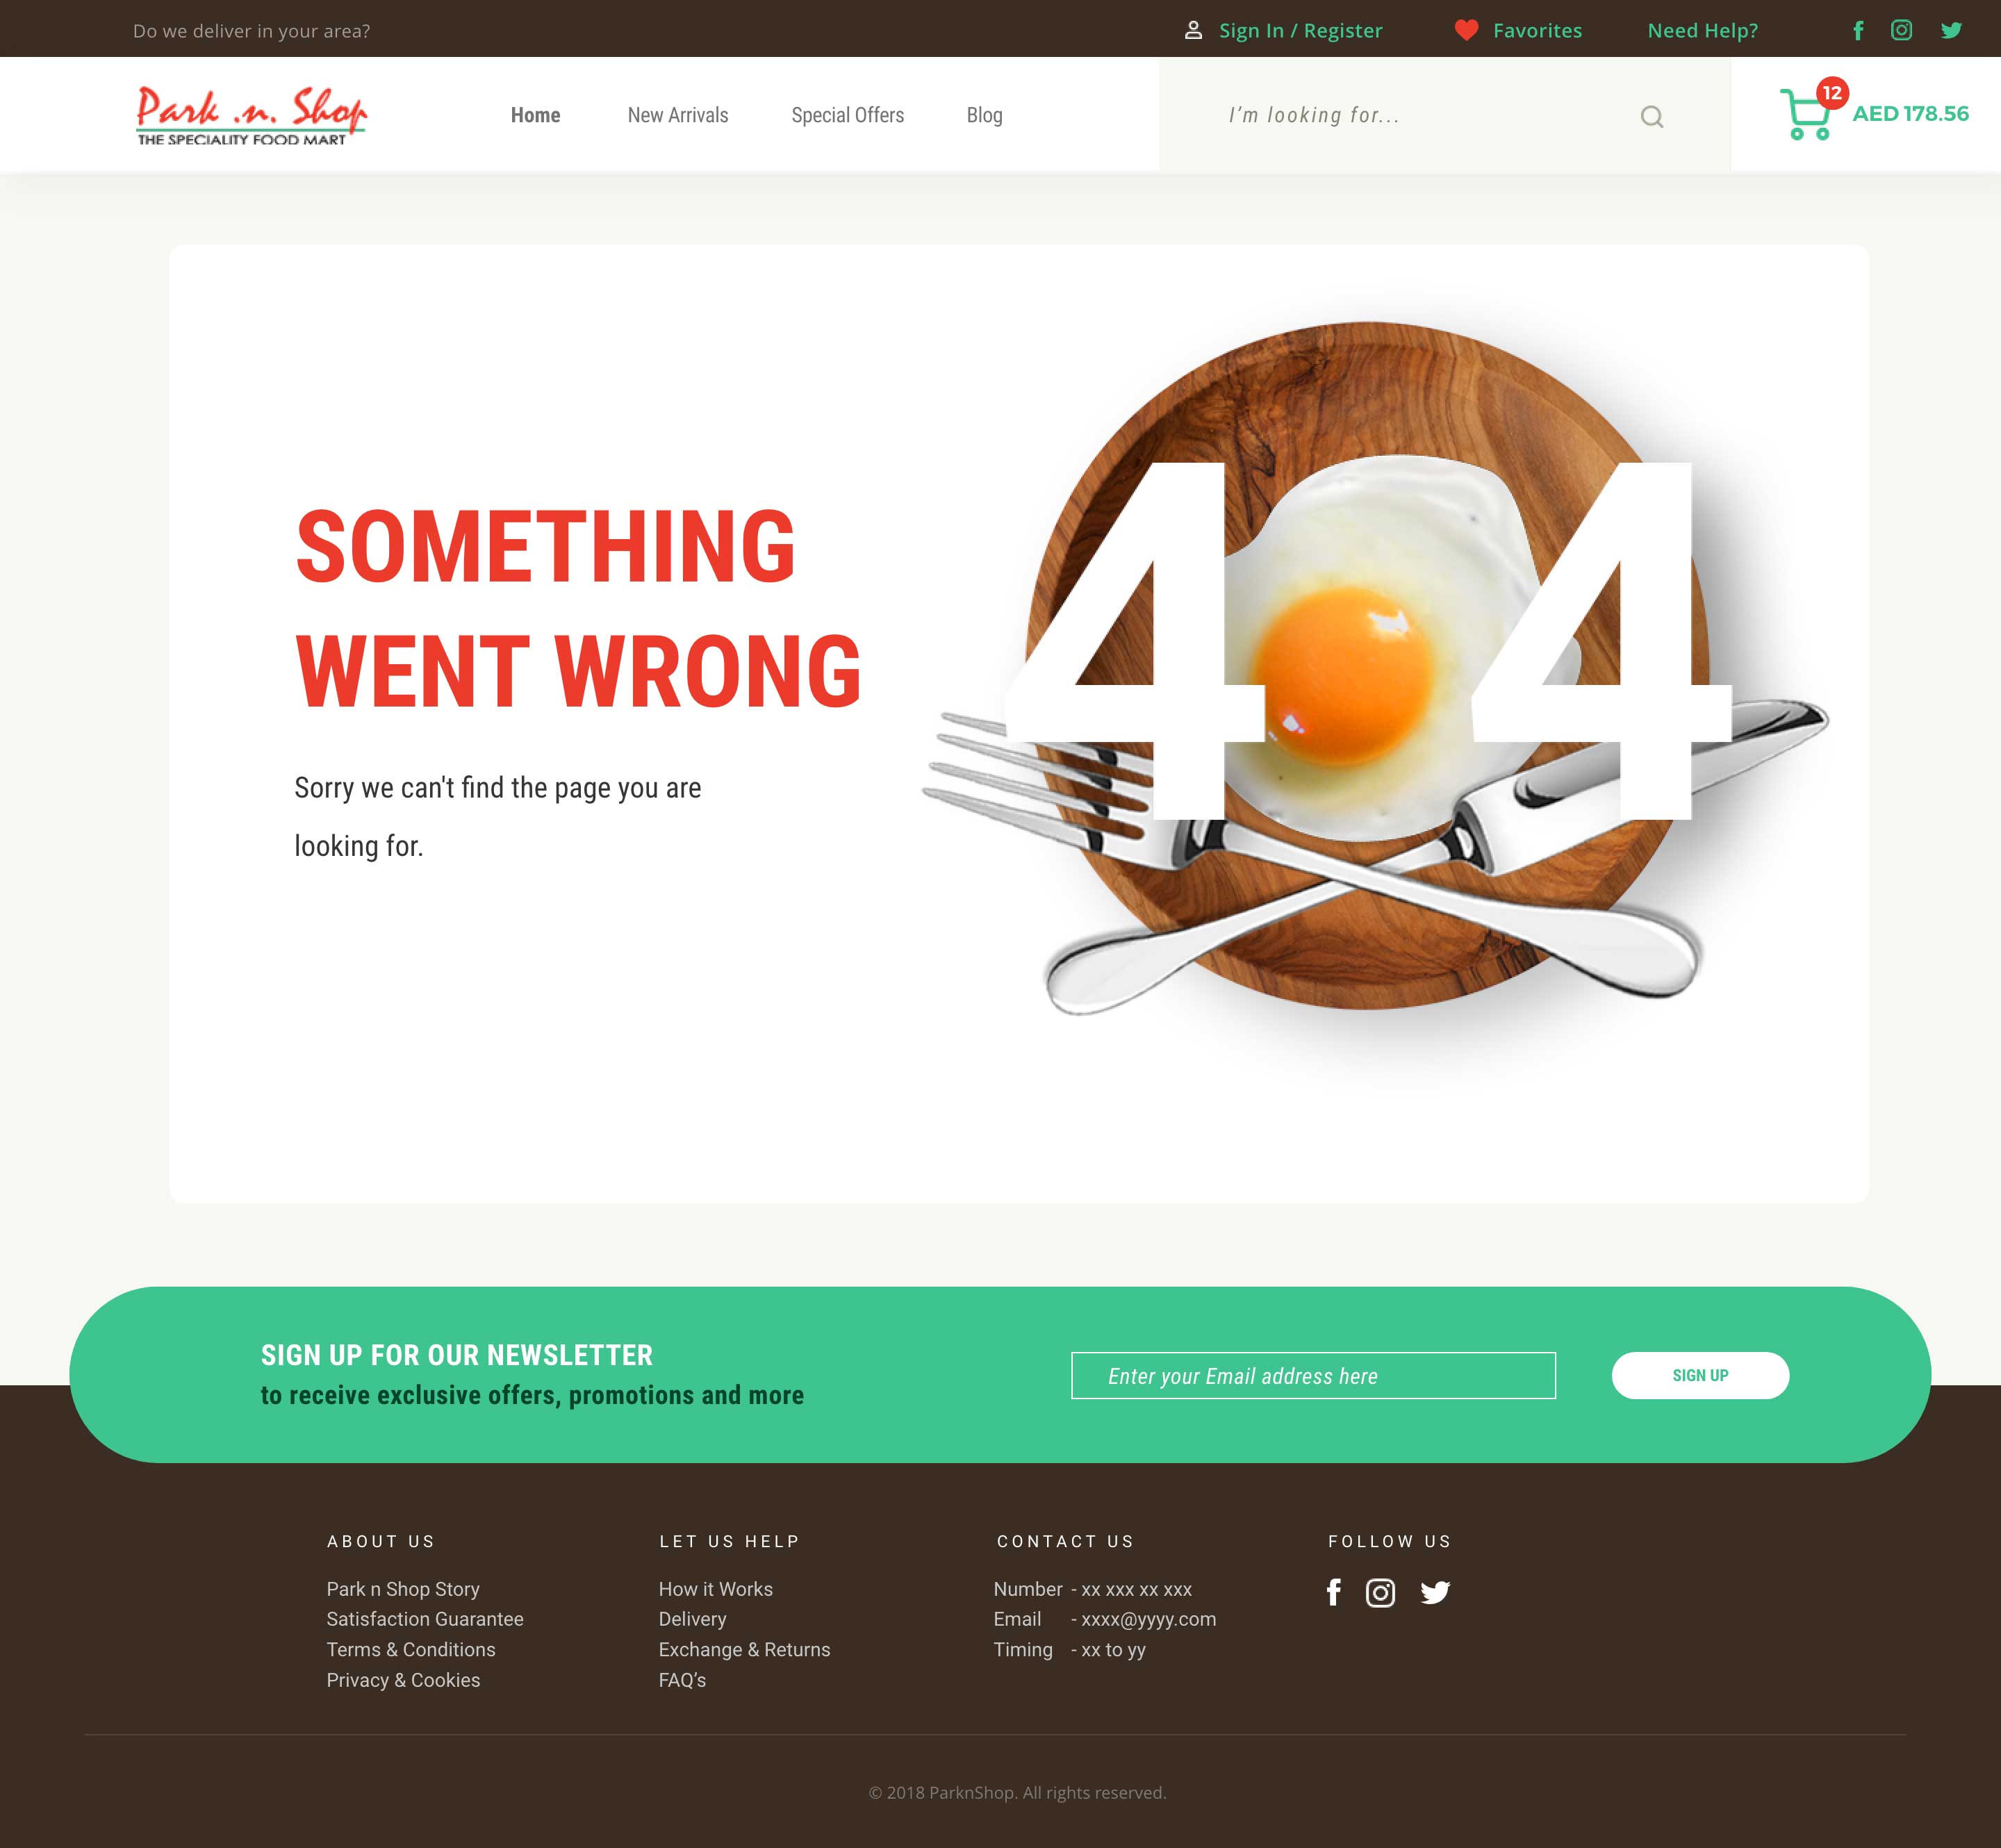 Do we deliver in your area?
Sign In / Register
Favorites
Need Help?
Park .n. Shop
THE SPECIALITY FOOD MART
Home
New Arrivals
Special Offers
Blog
I'm looking for...
12
AED 178.56
SOMETHING
WENT WRONG
Sorry we can't find the page you are
looking for.
4 4
SIGN UP FOR OUR NEWSLETTER
to receive exclusive offers, promotions and more
Enter your Email address here
SIGN UP
ABOUT US
Park n Shop Story
Satisfaction Guarantee
Terms & Conditions
Privacy & Cookies
LET US HELP
How it Works
Delivery
Exchange & Returns
FAQ’s
CONTACT US
Number - xx xxx xx xxx
Email - xxxx@yyyy.com
Timing - xx to yy
FOLLOW US
© 2018 ParknShop. All rights reserved.